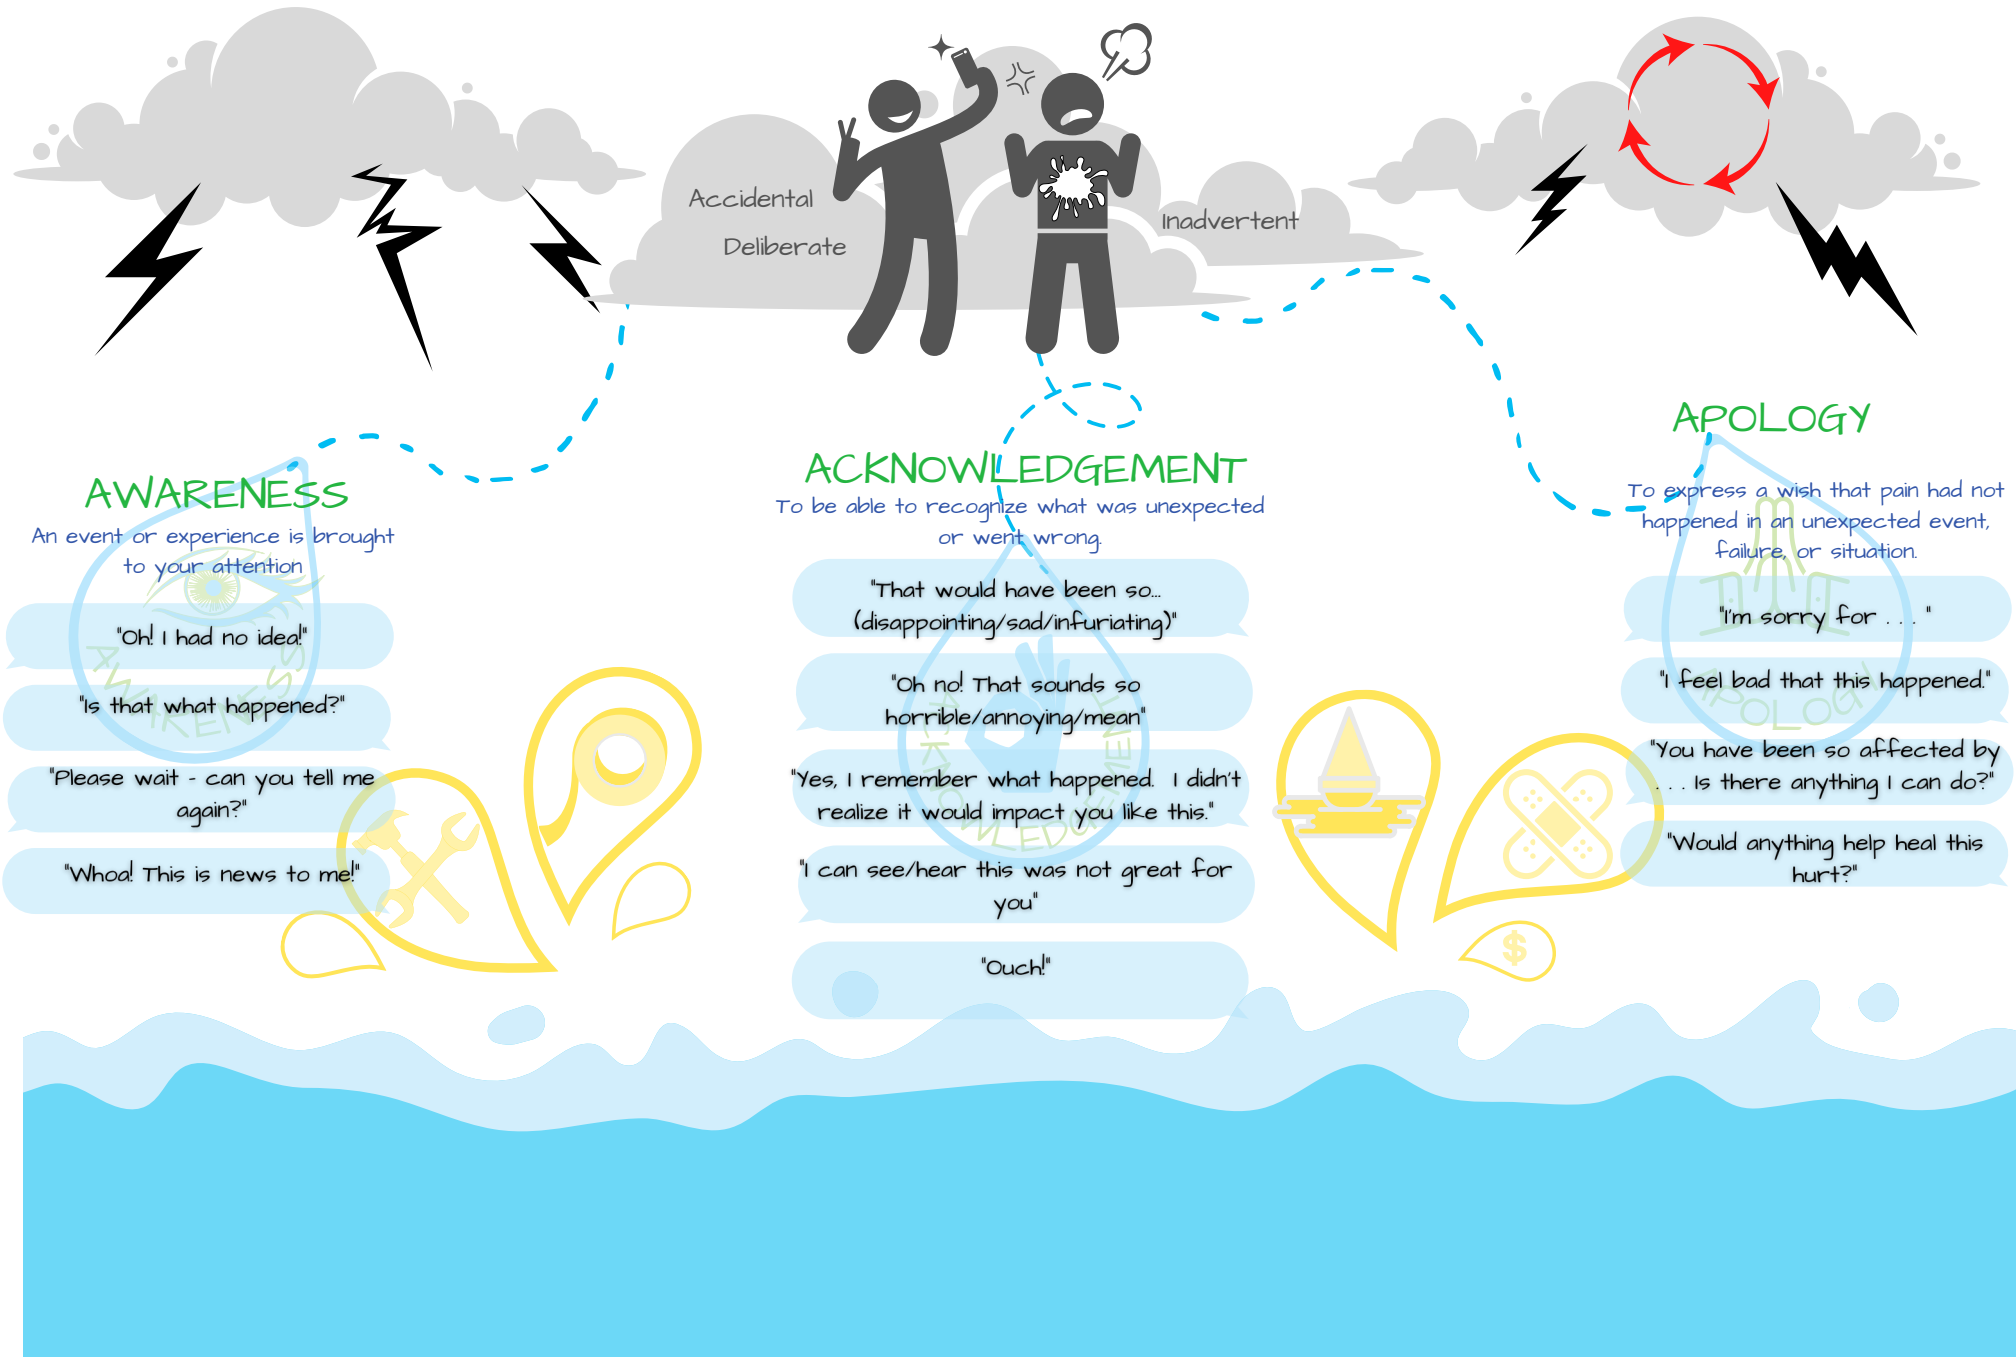 Accidental
Deliberate
Inadvertent
AWARENESS
An event or experience is brought
to your attention
"Oh! I had no idea!"
"Is that what happened?"
"Please wait - can you tell me
again?"
"Whoa! This is news to me!"
AWARENESS
ACKNOWLEDGEMENT
To be able to recognize what was unexpected
or went wrong.
"That would have been so...
(disappointing/sad/infuriating)"
"Oh no! That sounds so
horrible/annoying/mean"
"Yes, I remember what happened. I didn't
realize it would impact you like this."
"I can see/hear this was not great for
you"
"Ouch!"
ACKNOWLEDGEMENT
APOLOGY
To express a wish that pain had not
happened in an unexpected event,
failure, or situation.
"I'm sorry for . . . "
"I feel bad that this happened."
"You have been so affected by
. . . Is there anything I can do?"
"Would anything help heal this
hurt?"
APOLOGY
$